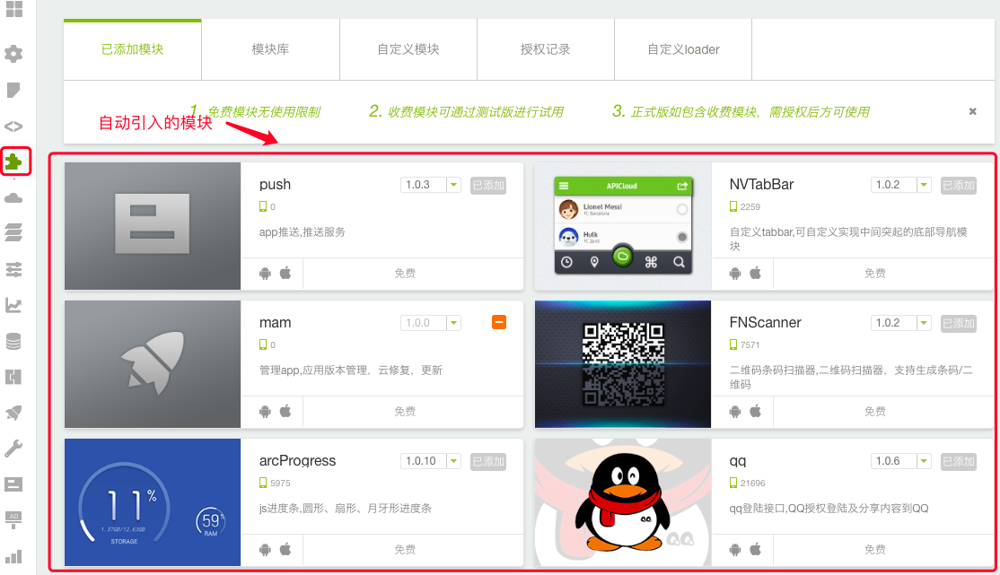 已添加模块
模块库
自定义模块
授权记录
自定义loader
1. 免费模块无使用限制
2. 收费模块可通过测试版进行试用
3. 正式版如包含收费模块，需授权后方可使用
自动引入的模块
push
1.0.3
已添加
0
app推送,推送服务
免费
APICloud
Lionel Messi
FC Barcelona
Hulk
FC Zenit
NVTabBar
1.0.2
已添加
2259
自定义tabbar,可自定义实现中间突起的底部导航模
块
免费
mam
1.0.0
0
管理app,应用版本管理，云修复，更新
免费
FNScanner
1.0.2
已添加
7571
二维码条码扫描器,二维码扫描器，支持生成条码/二
维码
免费
11%
1.37GB/12.63GB
STORAGE
59%
RAM
arcProgress
1.0.10
已添加
5975
js进度条,圆形、扇形、月牙形进度条
免费
qq
1.0.6
已添加
21696
qq登陆接口,QQ授权登陆及分享内容到QQ
免费
AD